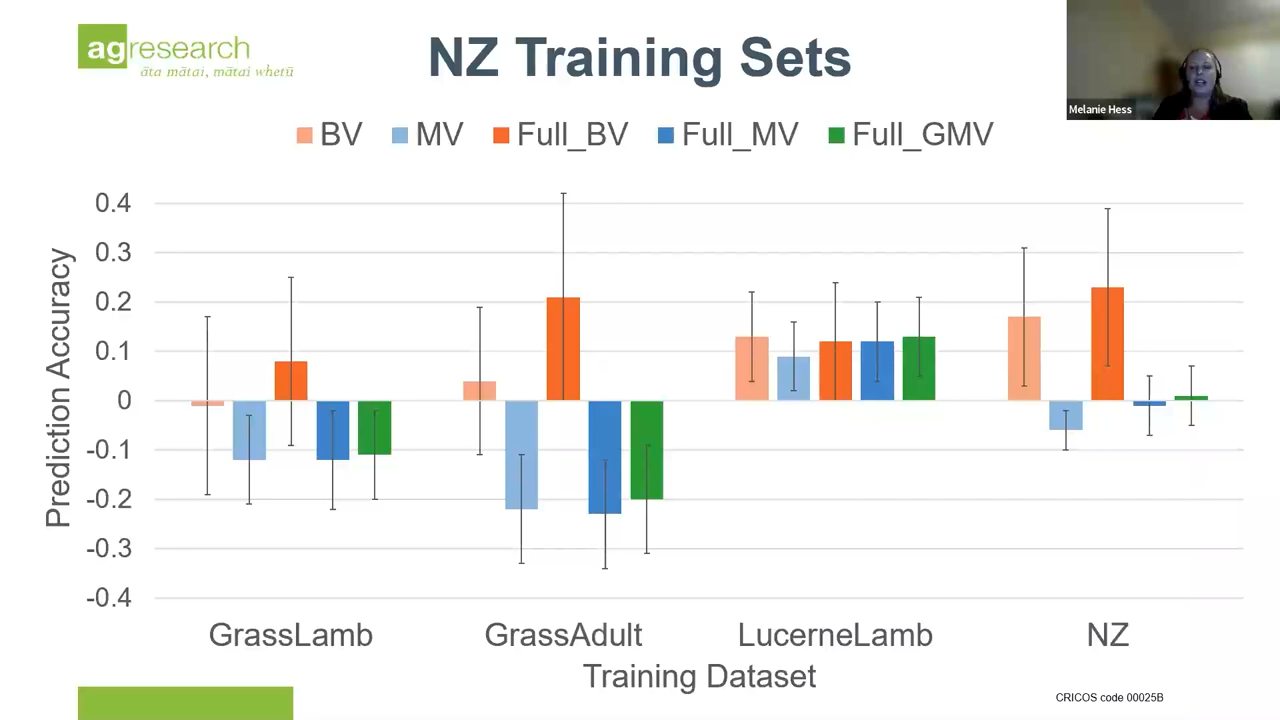 agresearch
āta mātai, mātai whetū
NZ Training Sets
Melanie Hess
BV MV Full_BV Full_MV Full_GMV
Prediction Accuracy
0.4
0.3
0.2
0.1
0
-0.1
-0.2
-0.3
-0.4
GrassLamb GrassAdult LucerneLamb NZ
Training Dataset
CRICOS code 00025B